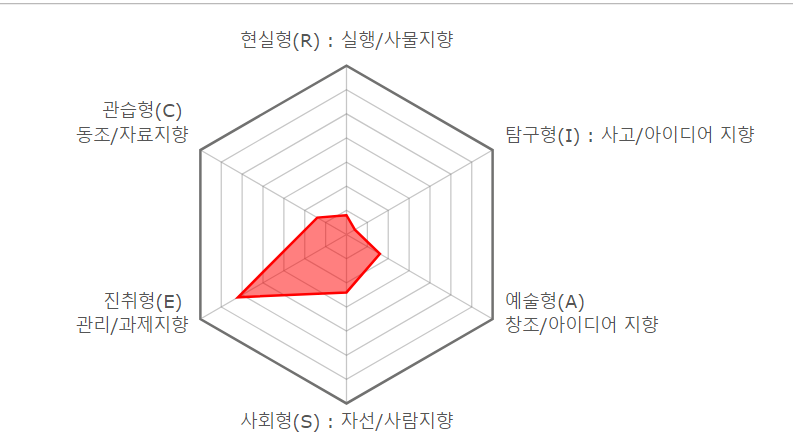 현실형(R) : 실행/사물지향
관습형(C)
동조/자료지향
탐구형(I) : 사고/아이디어 지향
진취형(E)
관리/과제지향
예술형(A)
창조/아이디어 지향
사회형(S) : 자선/사람지향